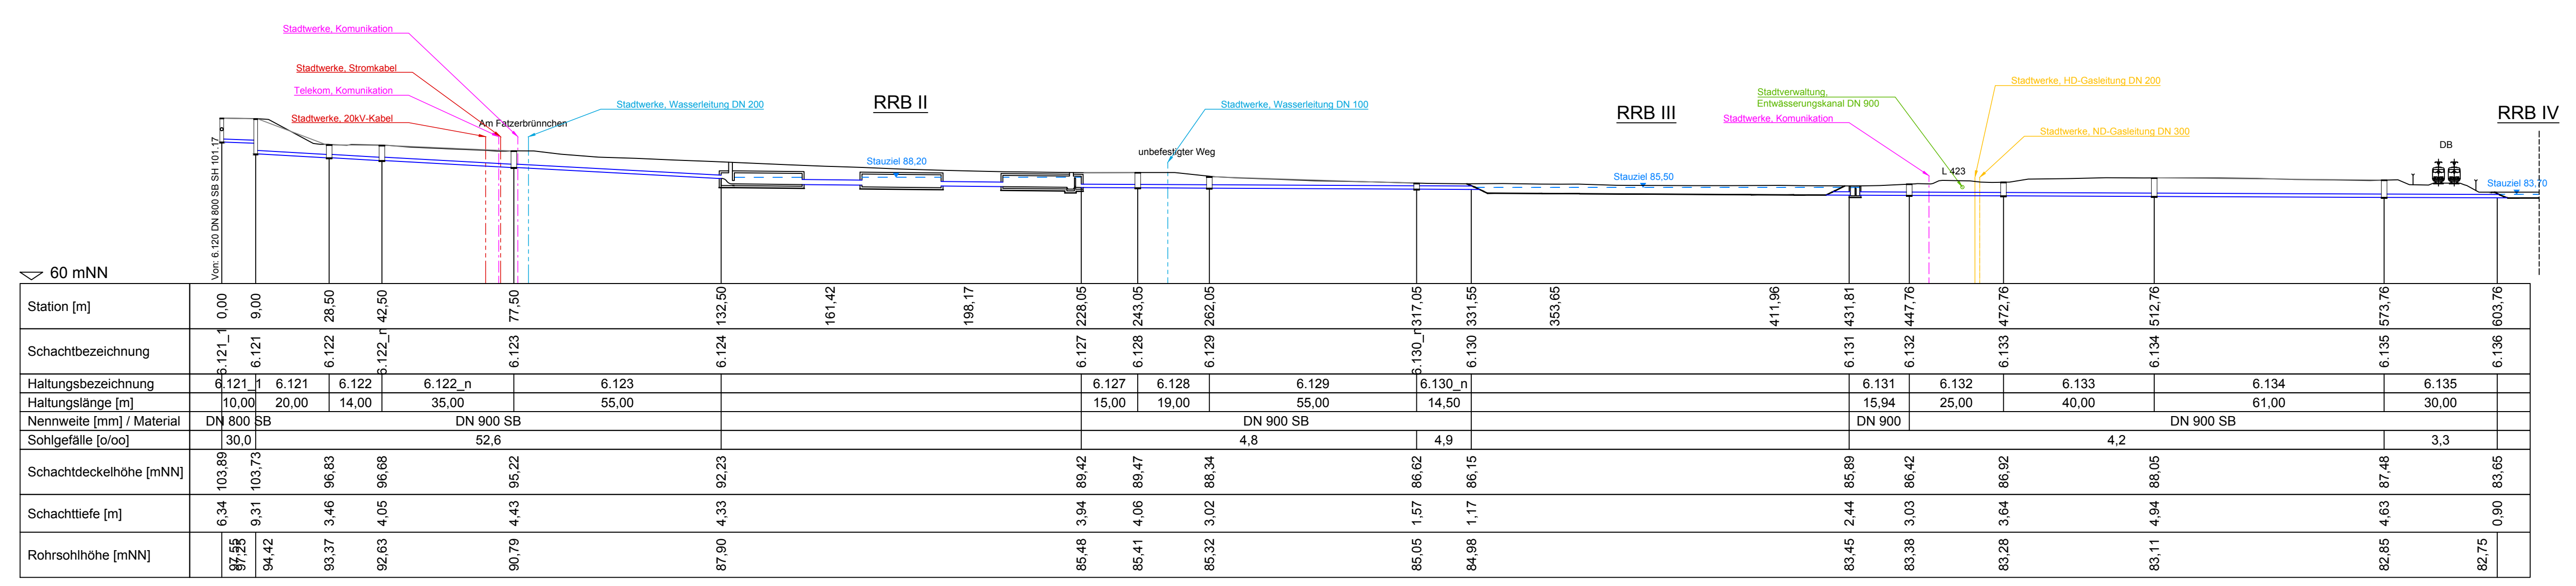 Stadtwerke, Komunikation
Stadtwerke, Stromkabel
Telekom, Komunikation
Stadtwerke, 20kV-Kabel
Am Fatzerbrünnchen
Stadtwerke, Wasserleitung DN 200
RRB II
Stauziel 88,20
Stadtwerke, Wasserleitung DN 100
unbefestigter Weg
RRB III
Stauziel 85,50
Stadtverwaltung,
Entwässerungskanal DN 900
Stadtwerke, Komunikation
L 423
Stadtwerke, HD-Gasleitung DN 200
Stadtwerke, ND-Gasleitung DN 300
DB
RRB IV
Stauziel 83,70
Von: 6.120 DN 800 SB SH 101.17
60 mNN
Station [m] 0,00 9,00 28,50 42,50 77,50 132,50 161,42 198,17 228,05 243,05 262,05 317,05 331,55 353,65 411,96 431,81 447,76 472,76 512,76 573,76 603,76
Schachtbezeichnung 6.121_1 6.121 6.122 6.122_n 6.123 6.124 6.127 6.128 6.129 6.130_n 6.130 6.131 6.132 6.133 6.134 6.135 6.136
Haltungsbezeichnung 6.121_1 6.121 6.122 6.122_n 6.123 6.127 6.128 6.129 6.130_n 6.131 6.132 6.133 6.134 6.135
Haltungslänge [m] 10,00 20,00 14,00 35,00 55,00 15,00 19,00 55,00 14,50 15,94 25,00 40,00 61,00 30,00
Nennweite [mm] / Material DN 800 SB DN 900 SB DN 900 SB DN 900 DN 900 SB
Sohlgefälle [o/oo] 30,0 52,6 4,8 4,9 4,2 3,3
Schachtdeckelhöhe [mNN] 103,89 103,73 96,83 96,68 95,22 92,23 89,42 89,47 88,34 86,62 86,15 85,89 86,42 86,92 88,05 87,48 83,65
Schachttiefe [m] 6,34 9,31 3,46 4,05 4,43 4,33 3,94 4,06 3,02 1,57 1,17 2,44 3,03 3,64 4,94 4,63 0,90
Rohrsohlhöhe [mNN] 97,55 97,25 94,42 93,37 92,63 90,79 87,90 85,48 85,41 85,32 85,05 84,98 83,45 83,38 83,28 83,11 82,85 82,75